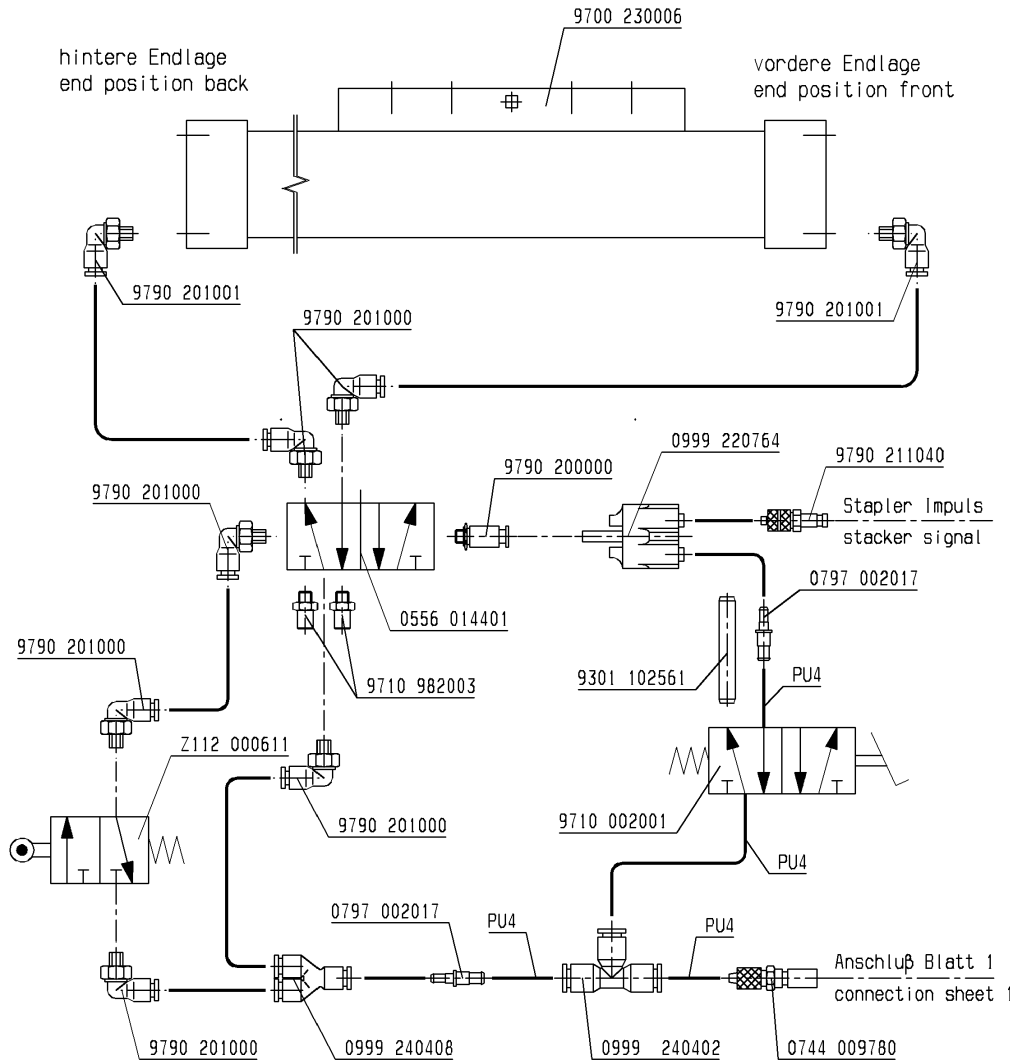 9700 230006
hintere Endlage
end position back
vordere Endlage
end position front
9790 201001
9790 201000
9790 201001
0999 220764
9790 200000
9790 211040
9790 201000
Stapler Impuls
stacker signal
0797 002017
0556 014401
9790 201000
9301 102561
9710 982003
PU4
Z112 000611
9790 201000
9710 002001
PU4
0797 002017
PU4
PU4
Anschluβ Blatt 1
connection sheet 1
9790 201000
0999 240408
0999 240402
0744 009780